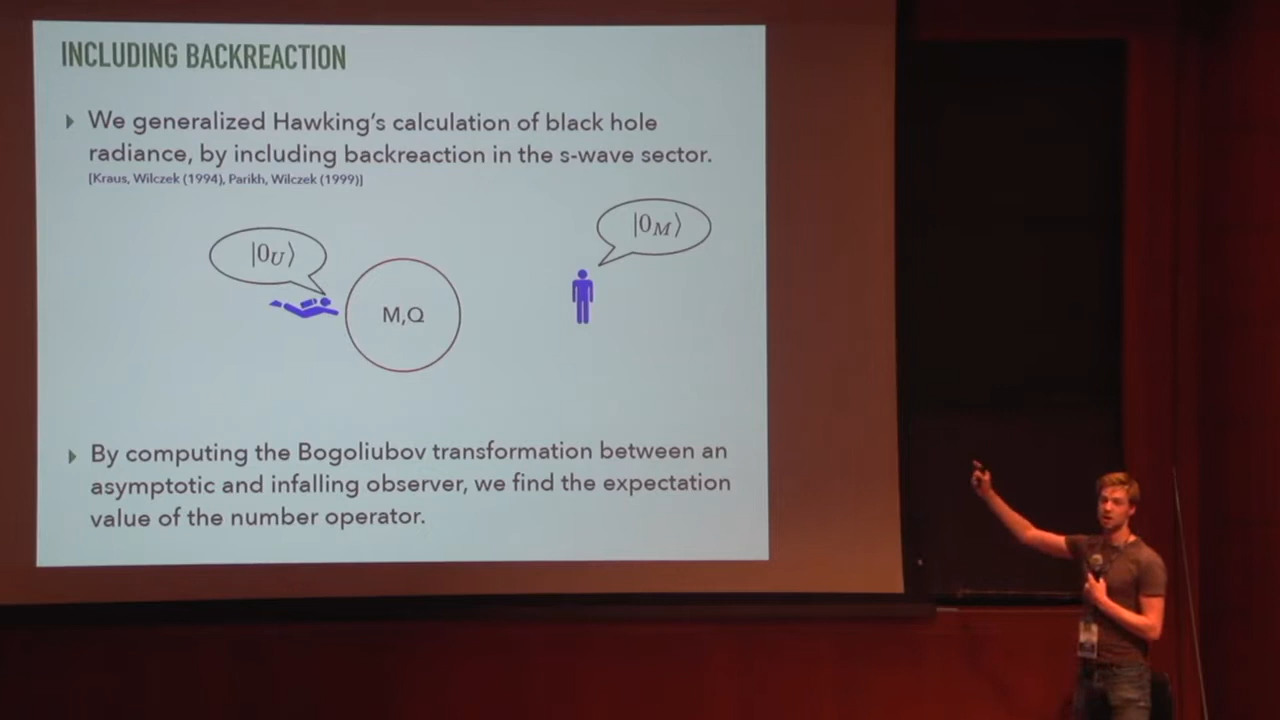 INCLUDING BACKREACTION
We generalized Hawking's calculation of black hole
radiance, by including backreaction in the s-wave sector.
[Kraus, Wilczek (1994), Parikh, Wilczek (1999)]
|0_U⟩
|0_M⟩
M,Q
By computing the Bogoliubov transformation between an
asymptotic and infalling observer, we find the expectation
value of the number operator.